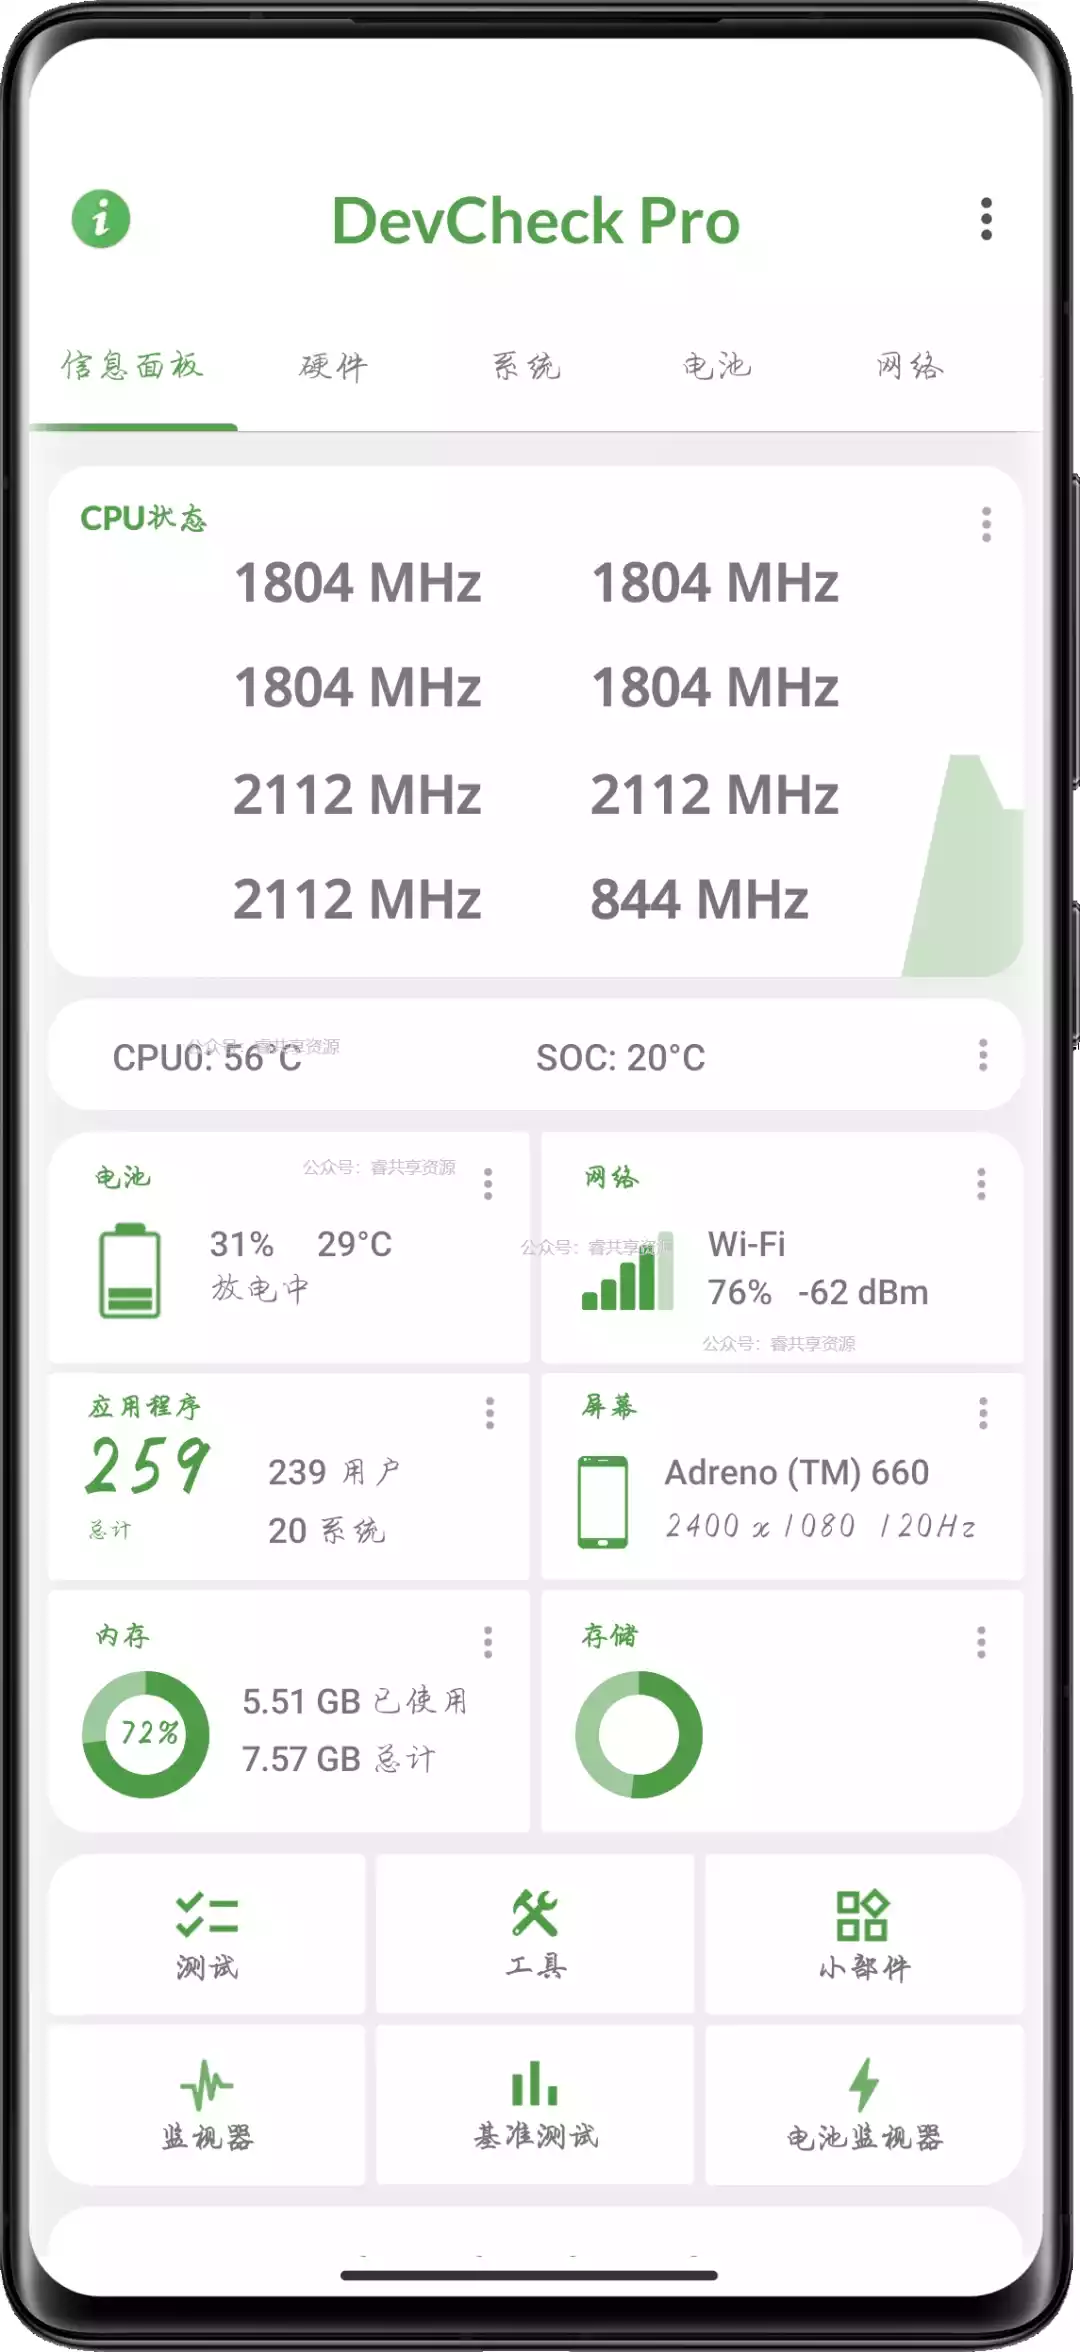 DevCheck Pro
信息面板 硬件 系统 电池 网络
CPU状态
1804 MHz 1804 MHz
1804 MHz 1804 MHz
2112 MHz 2112 MHz
2112 MHz 844 MHz
公众号：睿共享资源
CPU0: 56°C SOC: 20°C
电池
公众号：睿共享资源
31% 29°C
放电中
网络
公众号：睿共享资源
Wi-Fi
76% -62 dBm
公众号：睿共享资源
应用程序
259
总计
239 用户
20 系统
屏幕
Adreno (TM) 660
2400 x 1080 120Hz
内存
72%
5.51 GB 已使用
7.57 GB 总计
存储
测试 工具 小部件
监视器 基准测试 电池监视器